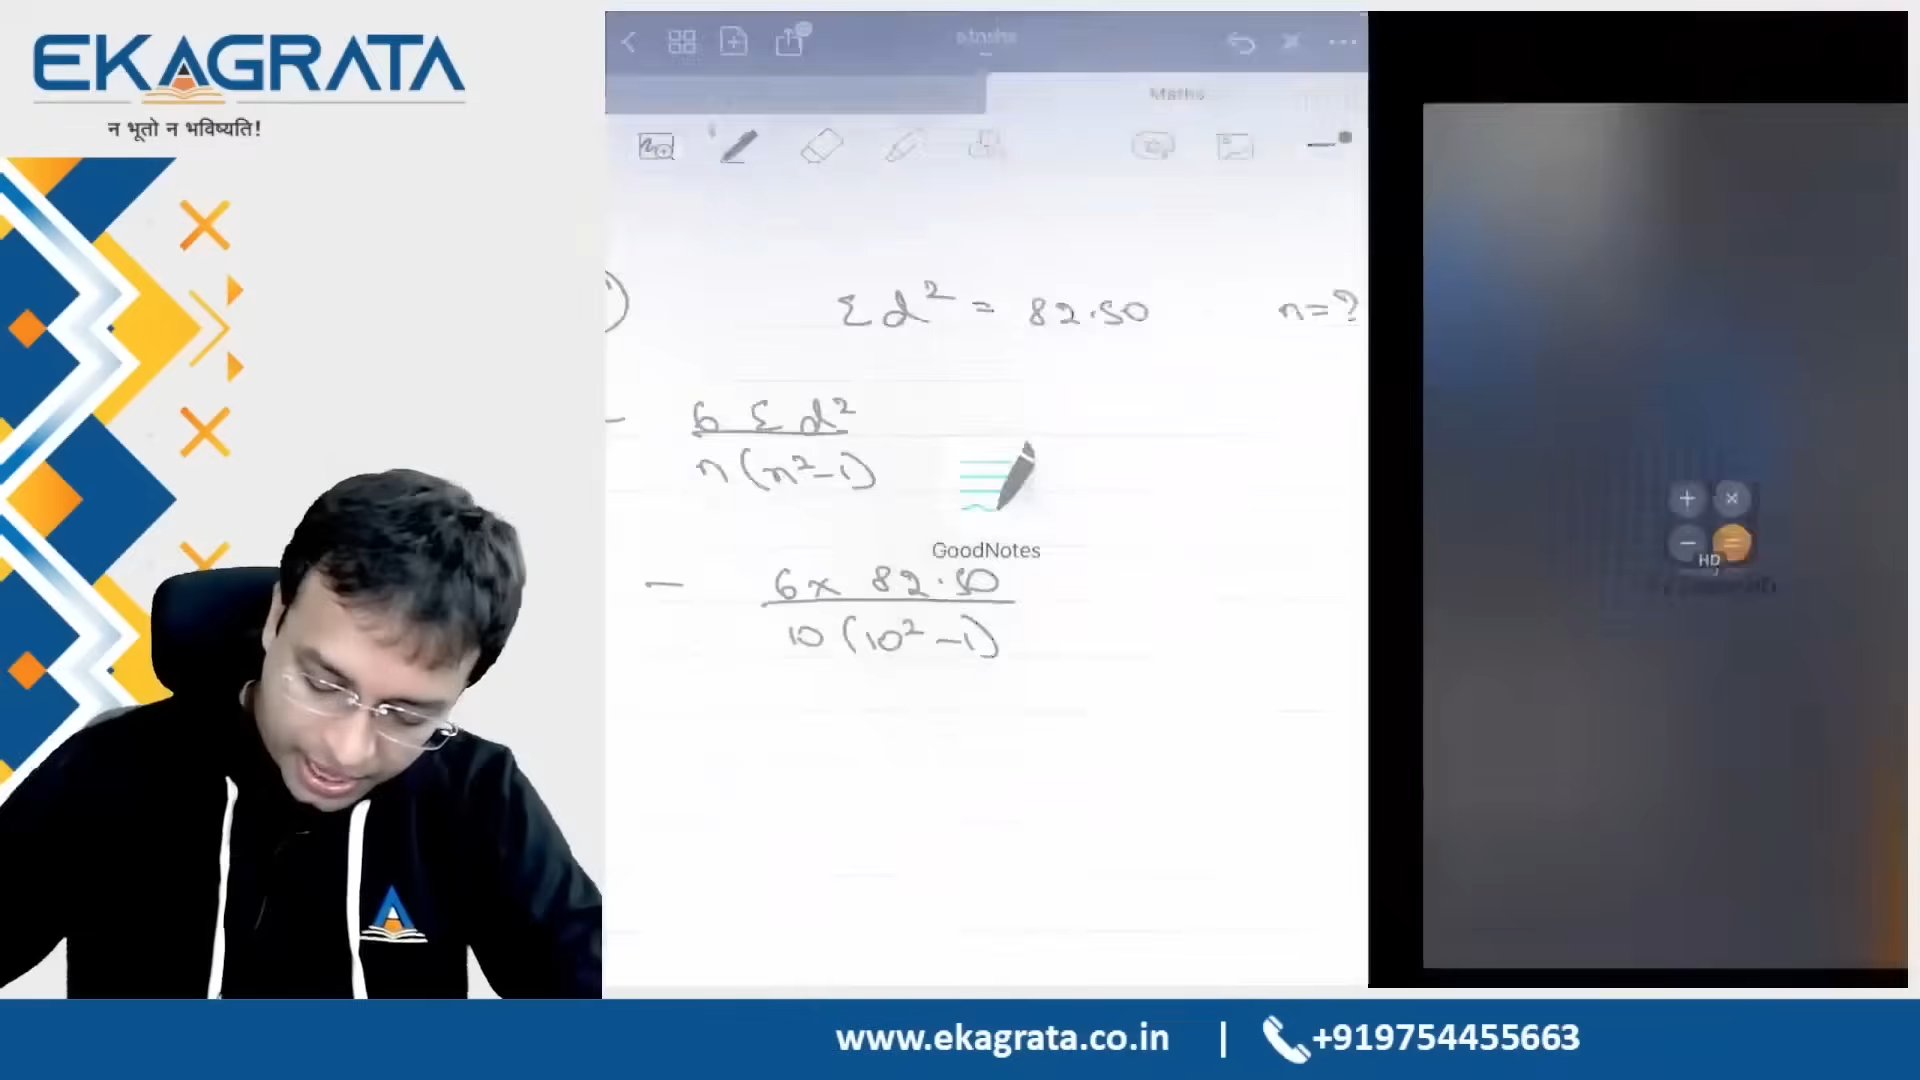 EKAGRATA
न भूतो न भविष्यति!
Maths
Σd² = 82.50 n=?
- 6 Σd²
n(n²-1)
GoodNotes
- 6 x 82.50
10(10²-1)
HD
www.ekagrata.co.in | +919754455663